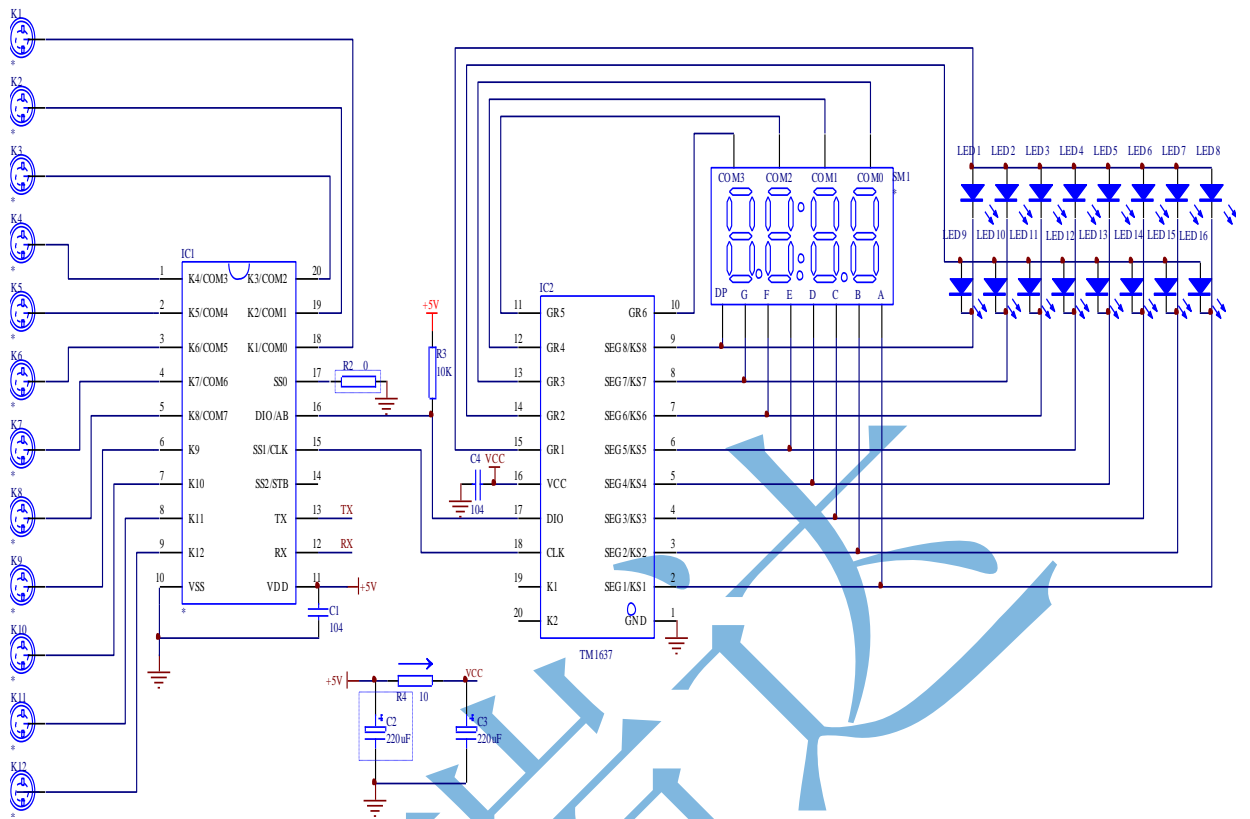 K1
*
K2
*
K3
*
K4
*
K5
*
K6
*
K7
*
K8
*
K9
*
K10
*
K11
*
K12
*
IC1
1 K4/COM3 K3/COM2 20
2 K5/COM4 K2/COM1 19
3 K6/COM5 K1/COM0 18
4 K7/COM6 SS0 17
5 K8/COM7 DIO/AB 16
6 K9 SS1/CLK 15
7 K10 SS2/STB 14
8 K11 TX 13 TX
9 K12 RX 12 RX
10 VSS VDD 11 +5V
*
R2 0
+5V
R3
10K
C1
104
C4 VCC
104
IC2
11 GR5 GR6 10
12 GR4 SEG8/KS8 9
13 GR3 SEG7/KS7 8
14 GR2 SEG6/KS6 7
15 GR1 SEG5/KS5 6
16 VCC SEG4/KS4 5
17 DIO SEG3/KS3 4
18 CLK SEG2/KS2 3
19 K1 SEG1/KS1 2
20 K2 GND 1
TM1637
COM3 COM2 COM1 COM0 SM1
*
DP G F E D C B A
LED1 LED2 LED3 LED4 LED5 LED6 LED7 LED8
LED9 LED10 LED11 LED12 LED13 LED14 LED15 LED16
+5V R4 10 VCC
C2
220uF
C3
220uF